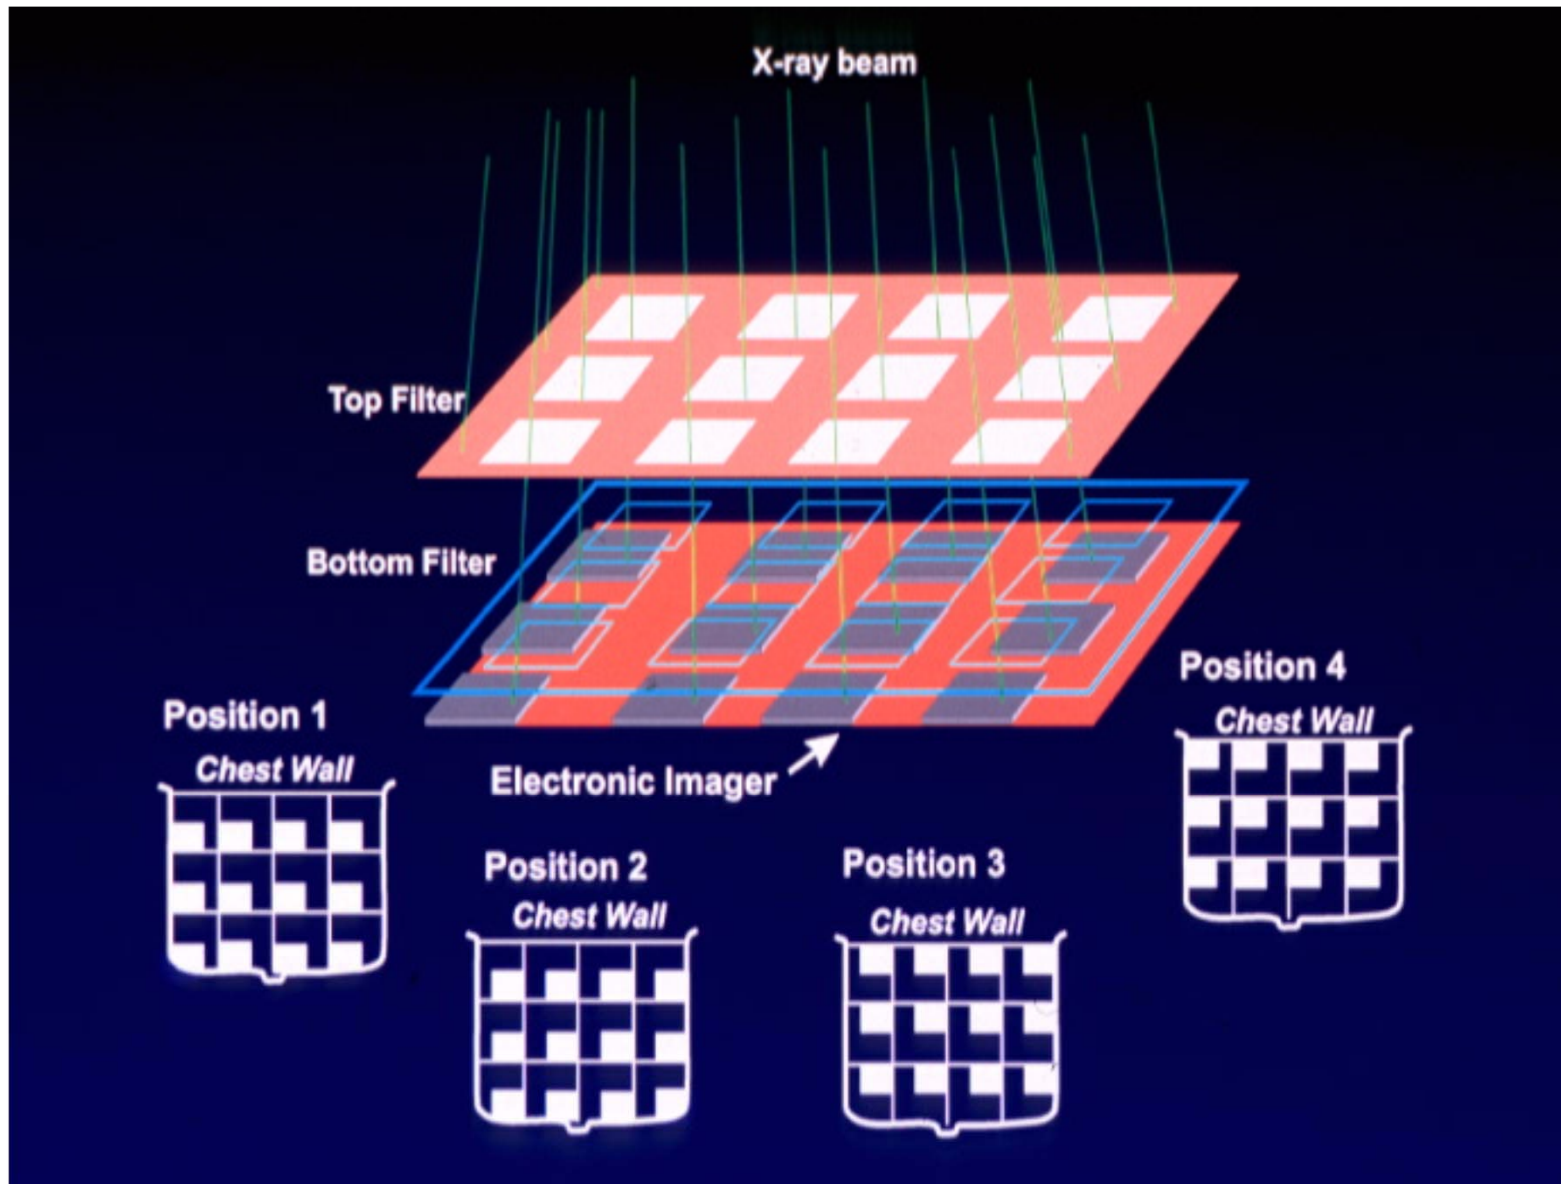 X-ray beam
Top Filter
Bottom Filter
Position 4
Chest Wall
Position 1
Chest Wall
Electronic Imager
Position 2
Chest Wall
Position 3
Chest Wall